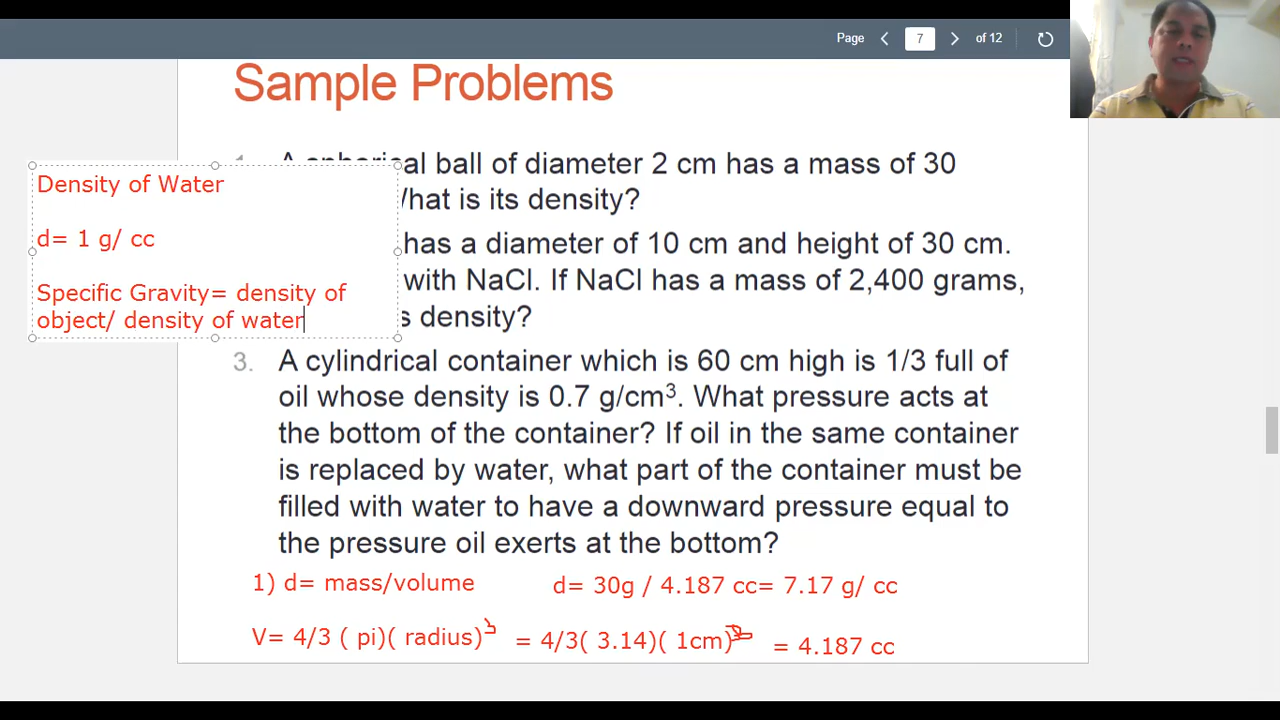 Page 7 of 12
Sample Problems
ball of diameter 2 cm has a mass of 30
What is its density?
Density of Water
d= 1 g/ cc
Specific Gravity= density of
object/ density of water
has a diameter of 10 cm and height of 30 cm.
with NaCl. If NaCl has a mass of 2,400 grams,
density?
3. A cylindrical container which is 60 cm high is 1/3 full of
oil whose density is 0.7 g/cm³. What pressure acts at
the bottom of the container? If oil in the same container
is replaced by water, what part of the container must be
filled with water to have a downward pressure equal to
the pressure oil exerts at the bottom?
1) d= mass/volume d= 30g / 4.187 cc= 7.17 g/ cc
V= 4/3 ( pi)( radius) = 4/3( 3.14)( 1cm) = 4.187 cc